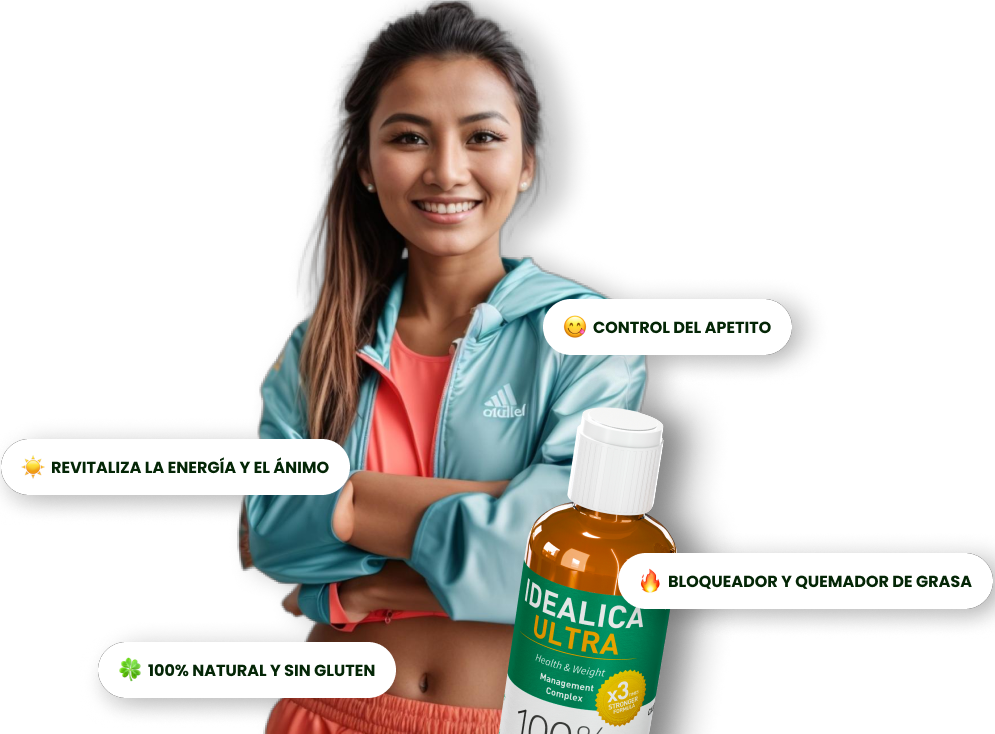 😋 CONTROL DEL APETITO
☀️ REVITALIZA LA ENERGÍA Y EL ÁNIMO
🔥 BLOQUEADOR Y QUEMADOR DE GRASA
IDEALICA
ULTRA
Health & Weight
Management
Complex
x3
STRONGER
FORMULA
🍀 100% NATURAL Y SIN GLUTEN
100%